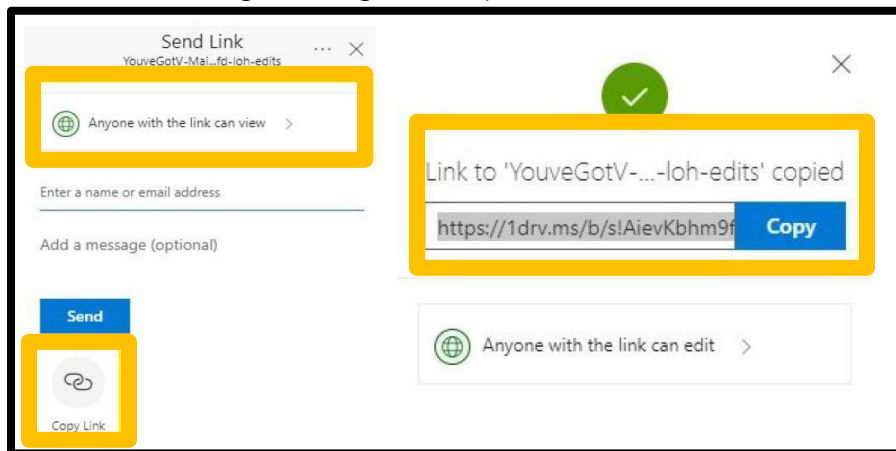 Send Link
YouveGotV-Mai...fd-loh-edits
Anyone with the link can view
Enter a name or email address
Add a message (optional)
Send
Copy Link
Link to 'YouveGotV-...-loh-edits' copied
https://1drv.ms/b/s!AievKbhm9f
Copy
Anyone with the link can edit